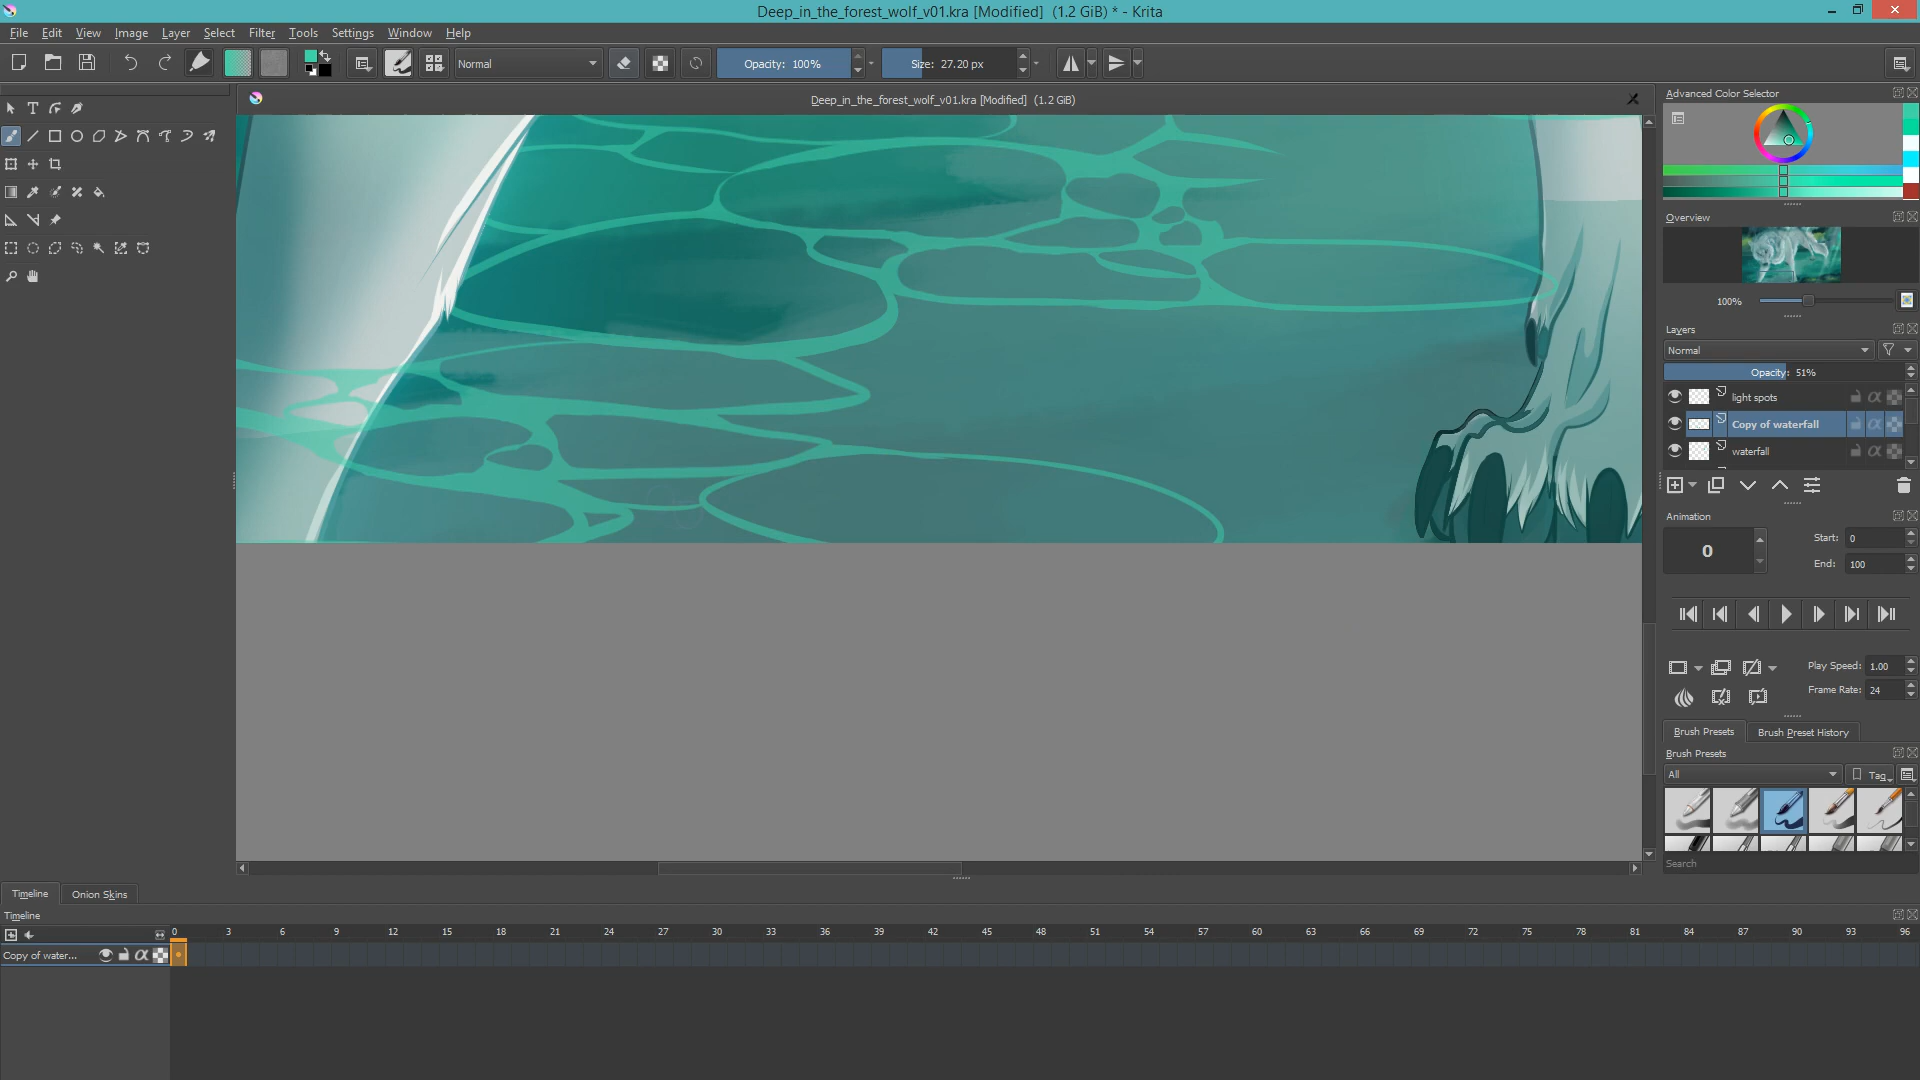 Deep_in_the_forest_wolf_v01.kra [Modified] (1.2 GiB) * - Krita
File Edit View Image Layer Select Filter Tools Settings Window Help
Normal Opacity: 100% Size: 27.20 px
Deep_in_the_forest_wolf_v01.kra [Modified] (1.2 GiB)
Advanced Color Selector
Overview
100%
Layers
Normal
Opacity: 51%
light spots
Copy of waterfall
waterfall
Animation
0
Start: 0
End: 100
Play Speed: 1.00
Frame Rate: 24
Brush Presets Brush Preset History
Brush Presets
All Tag
Search
Timeline Onion Skins
Timeline
0 3 6 9 12 15 18 21 24 27 30 33 36 39 42 45 48 51 54 57 60 63 66 69 72 75 78 81 84 87 90 93 96
Copy of water...